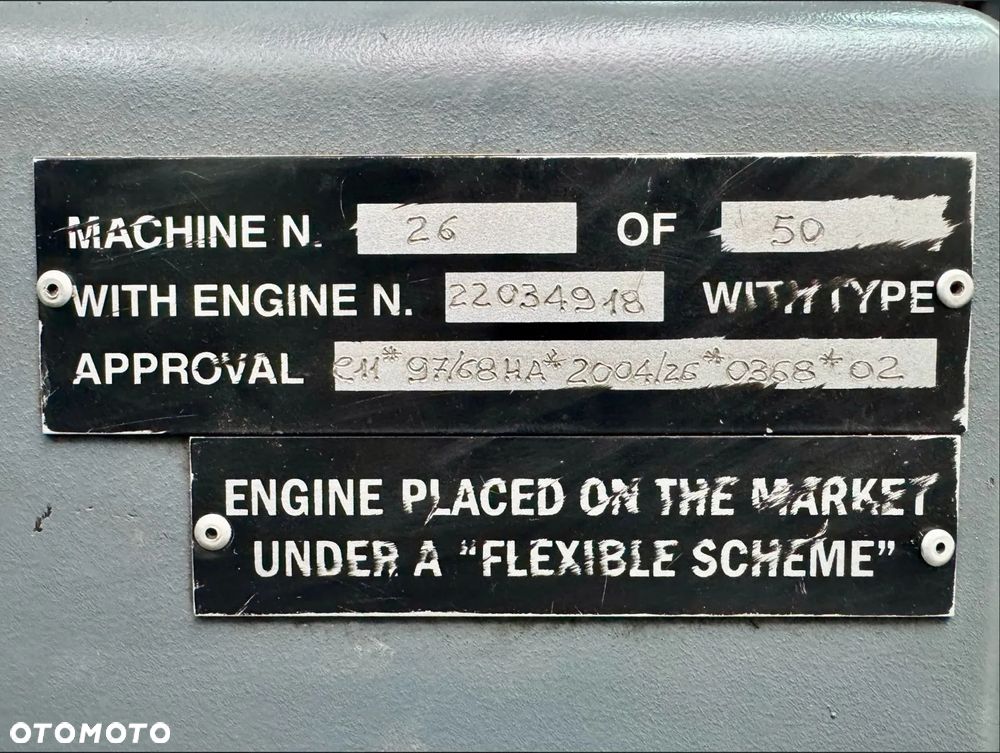 MACHINE N. 26 OF 50
WITH ENGINE N. 22034918 WITH TYPE
APPROVAL e11*97/68HA*2004/26*0368*02
ENGINE PLACED ON THE MARKET
UNDER A "FLEXIBLE SCHEME"
OTOMOTO